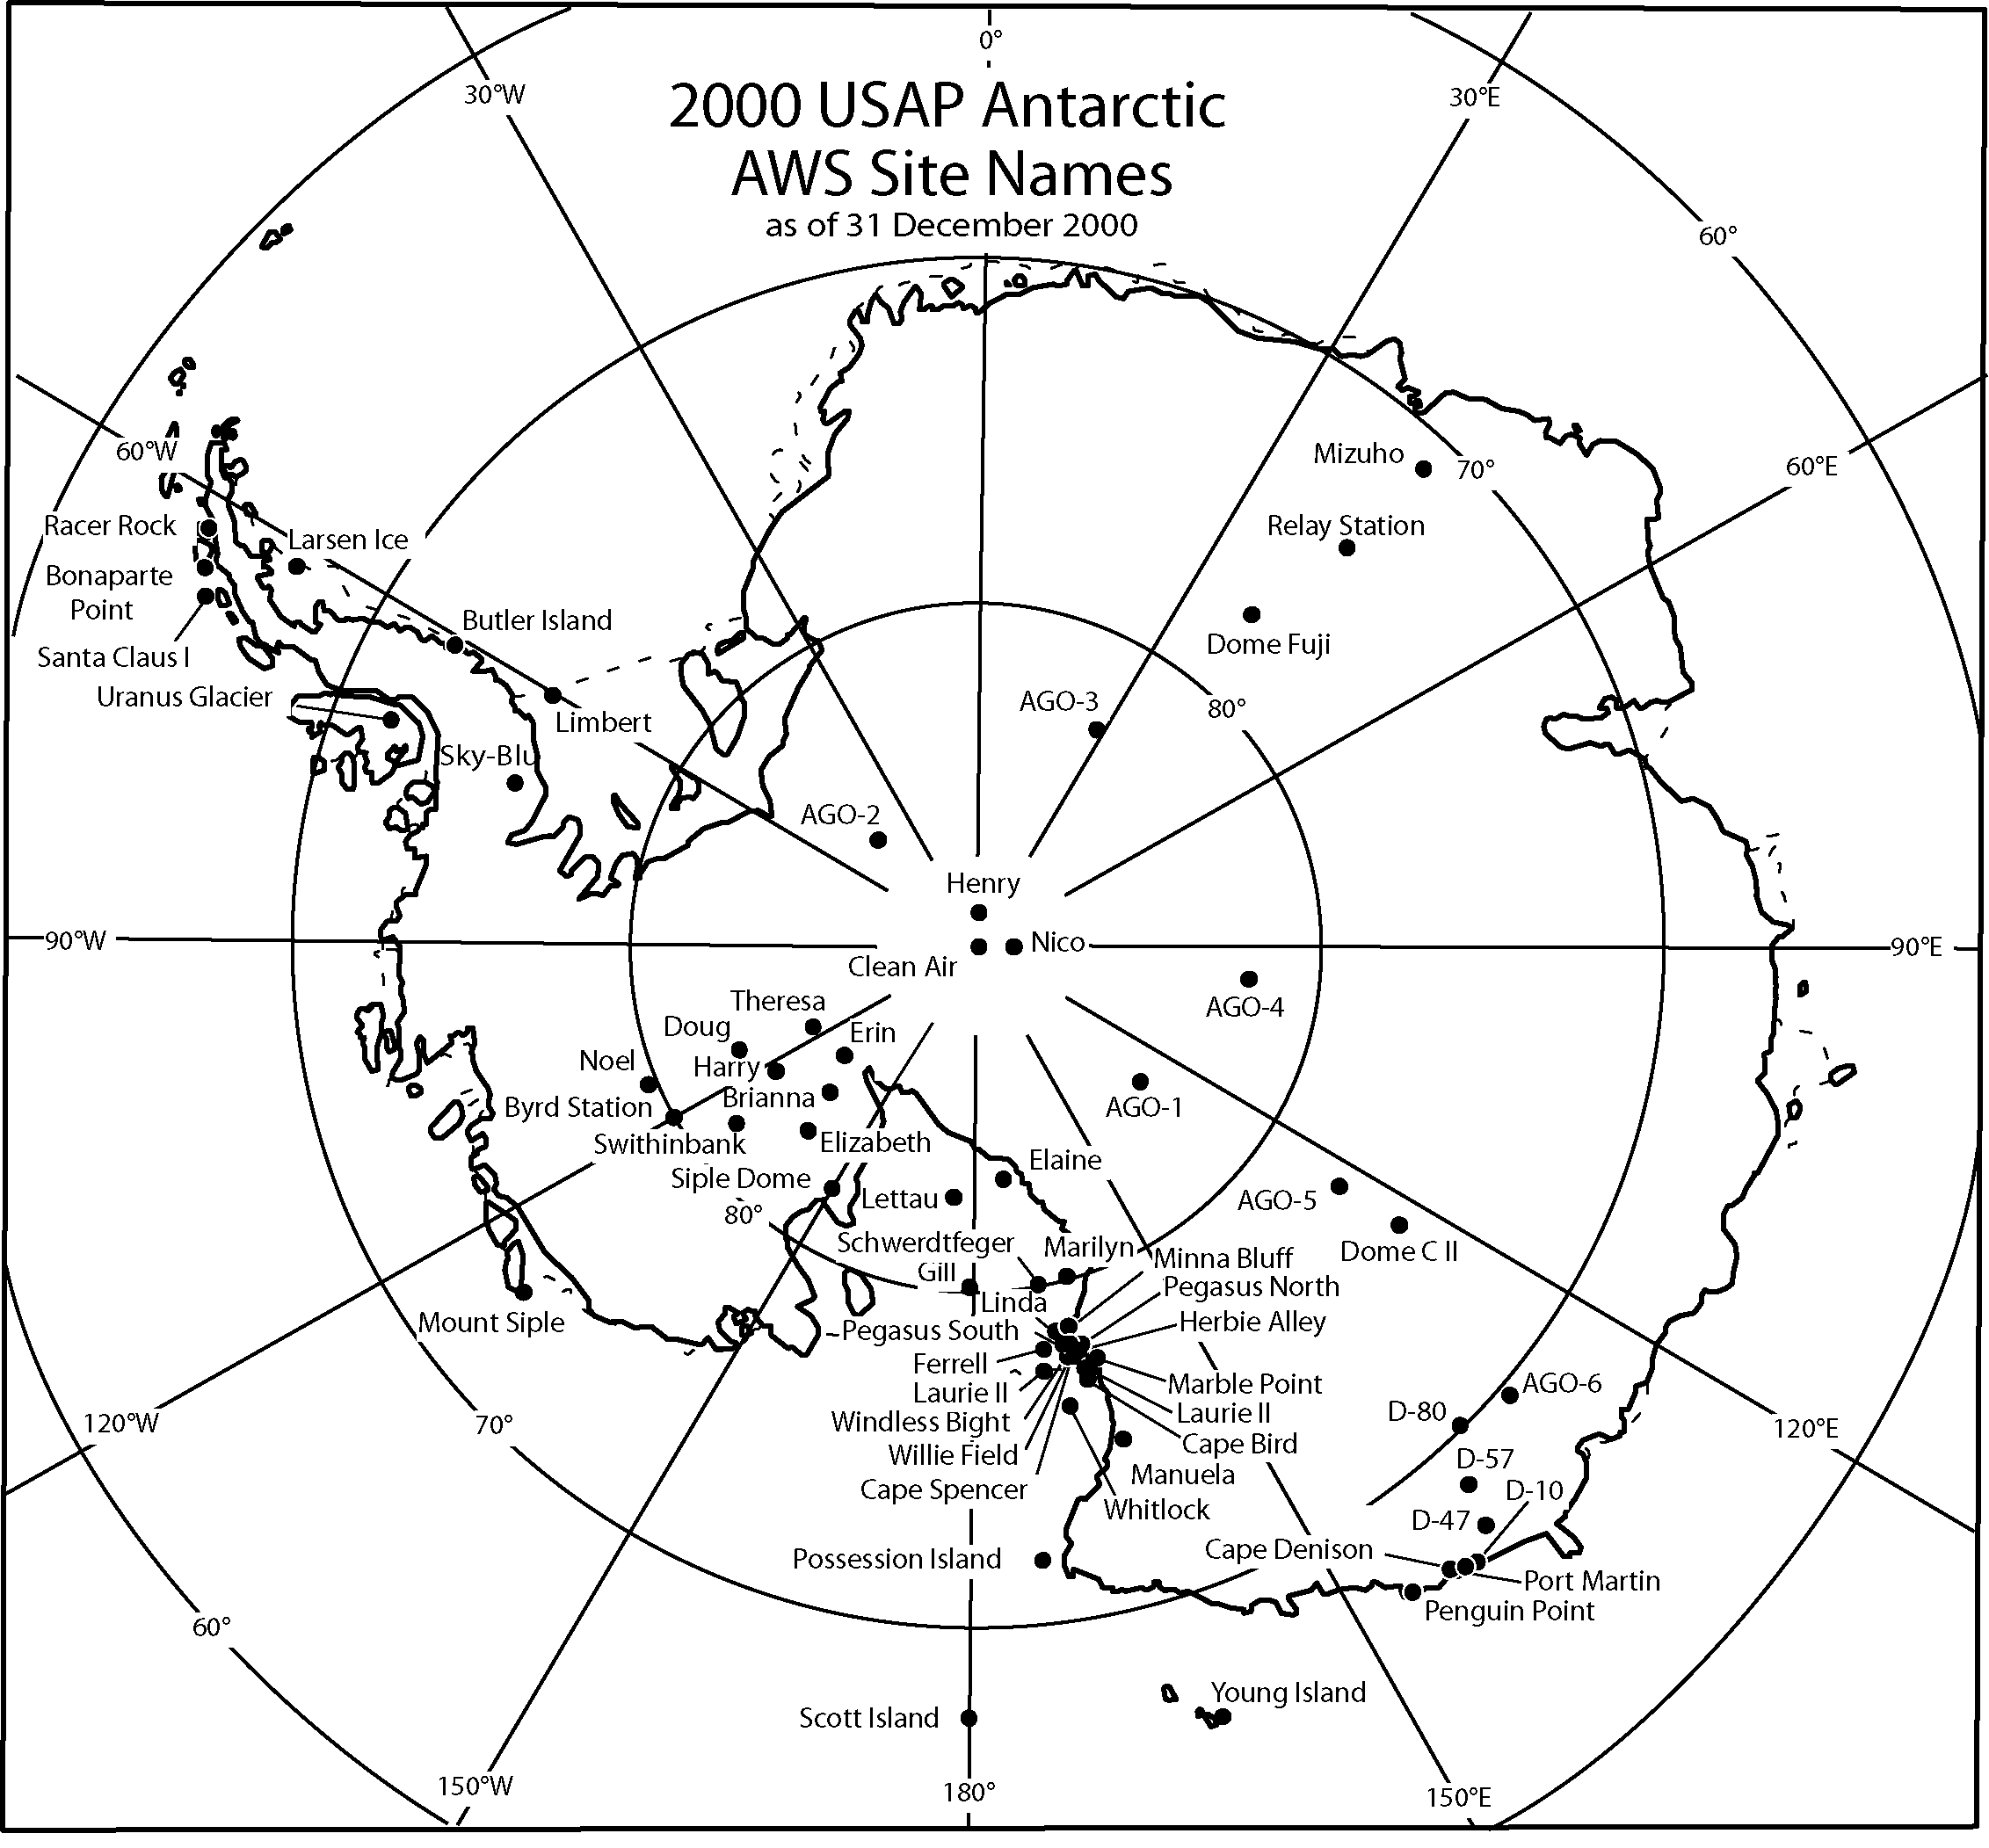 0°
30°W
30°E
2000 USAP Antarctic
AWS Site Names
as of 31 December 2000
60°
60°W
Mizuho
70°
60°E
Racer Rock
Larsen Ice
Relay Station
Bonaparte
Point
Butler Island
Dome Fuji
Santa Claus I
Uranus Glacier
Limbert
AGO-3
80°
Sky-Blu
AGO-2
Henry
90°W
Nico
90°E
Clean Air
Theresa
AGO-4
Doug
Erin
Noel
Harry
Brianna
Byrd Station
AGO-1
Swithinbank
Elizabeth
Elaine
Siple Dome
Lettau
AGO-5
80°
Schwerdtfeger
Marilyn
Minna Bluff
Dome C II
Gill
Pegasus North
Linda
Mount Siple
Pegasus South
Herbie Alley
Ferrell
Laurie II
Marble Point
AGO-6
120°W
70°
Windless Bight
Laurie II
D-80
120°E
Willie Field
Cape Bird
D-57
Cape Spencer
Manuela
D-10
Whitlock
D-47
Possession Island
Cape Denison
Port Martin
60°
Penguin Point
Scott Island
Young Island
150°W
180°
150°E